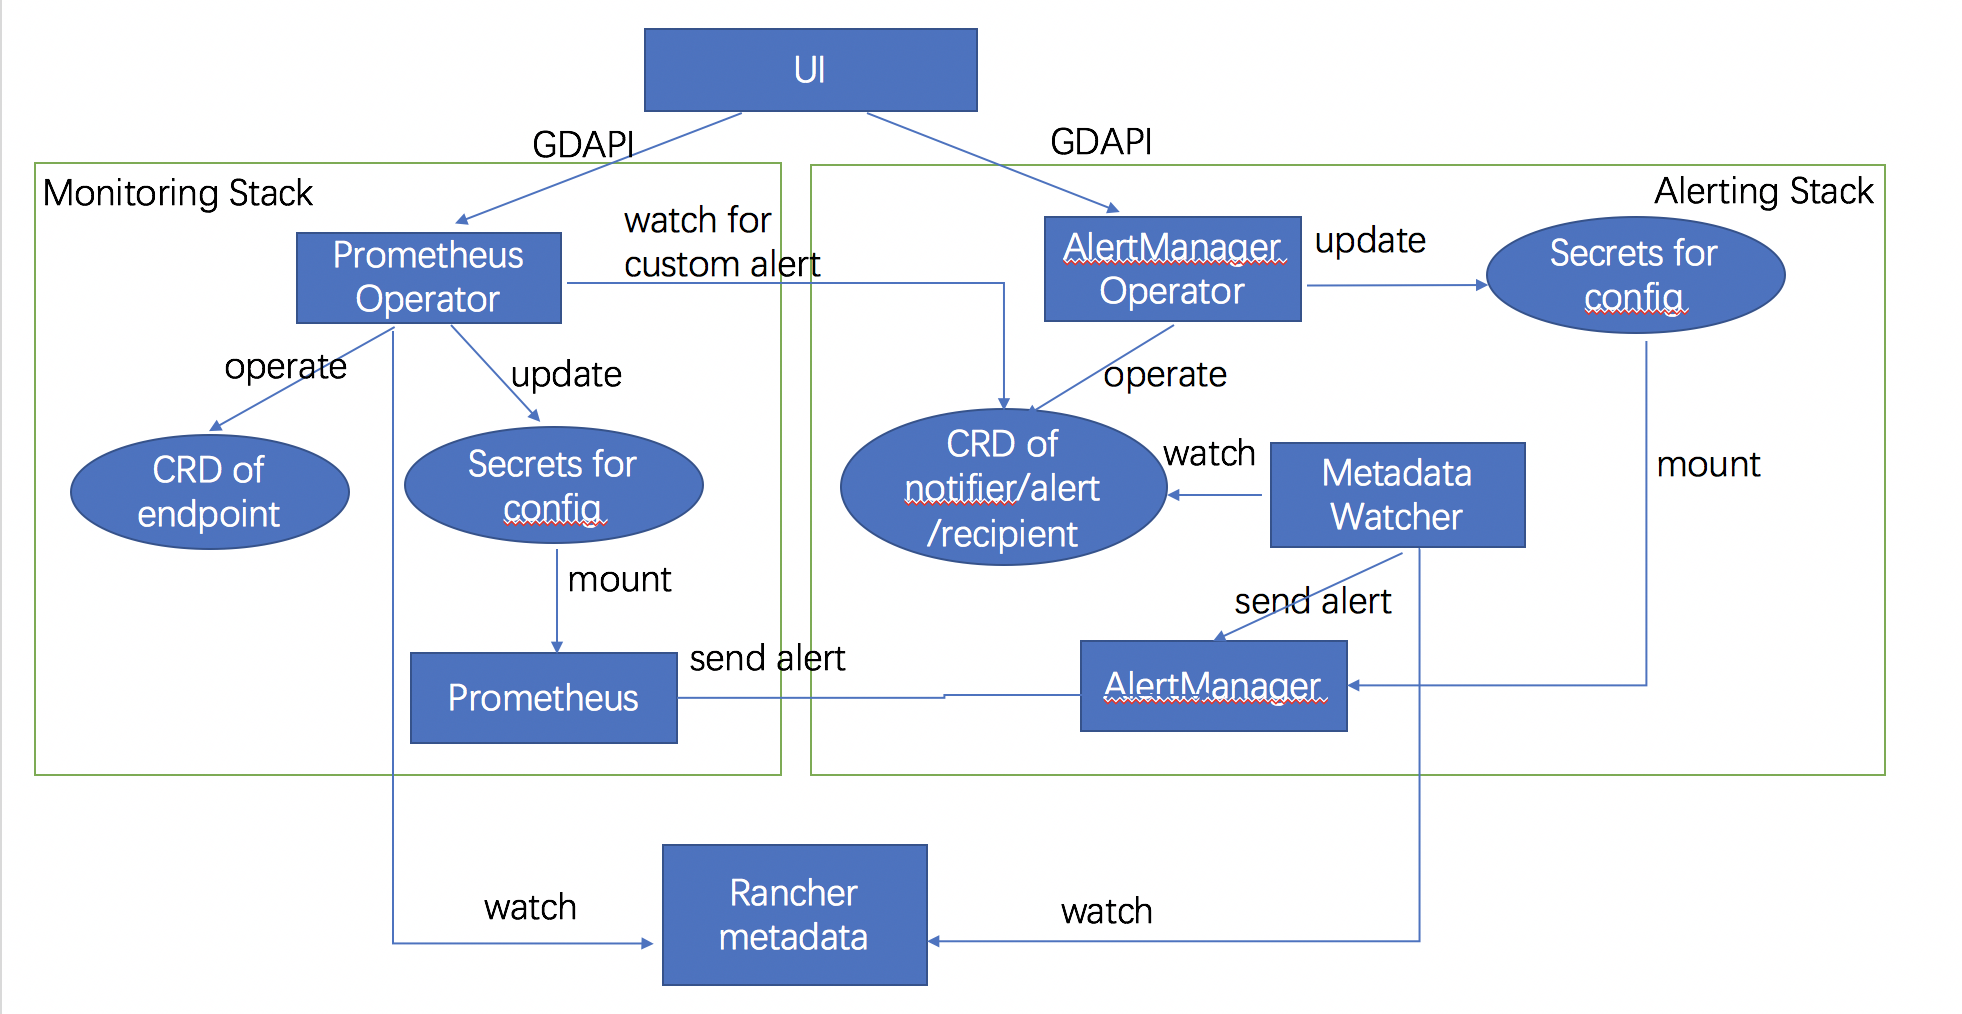 UI
GDAPI
GDAPI
Monitoring Stack
Alerting Stack
watch for
custom alert
Prometheus
Operator
AlertManager
Operator
update
Secrets for
config
operate
update
operate
CRD of
endpoint
Secrets for
config
CRD of
notifier/alert
/recipient
watch
Metadata
Watcher
mount
mount
send alert
send alert
Prometheus
AlertManager
watch
Rancher
metadata
watch